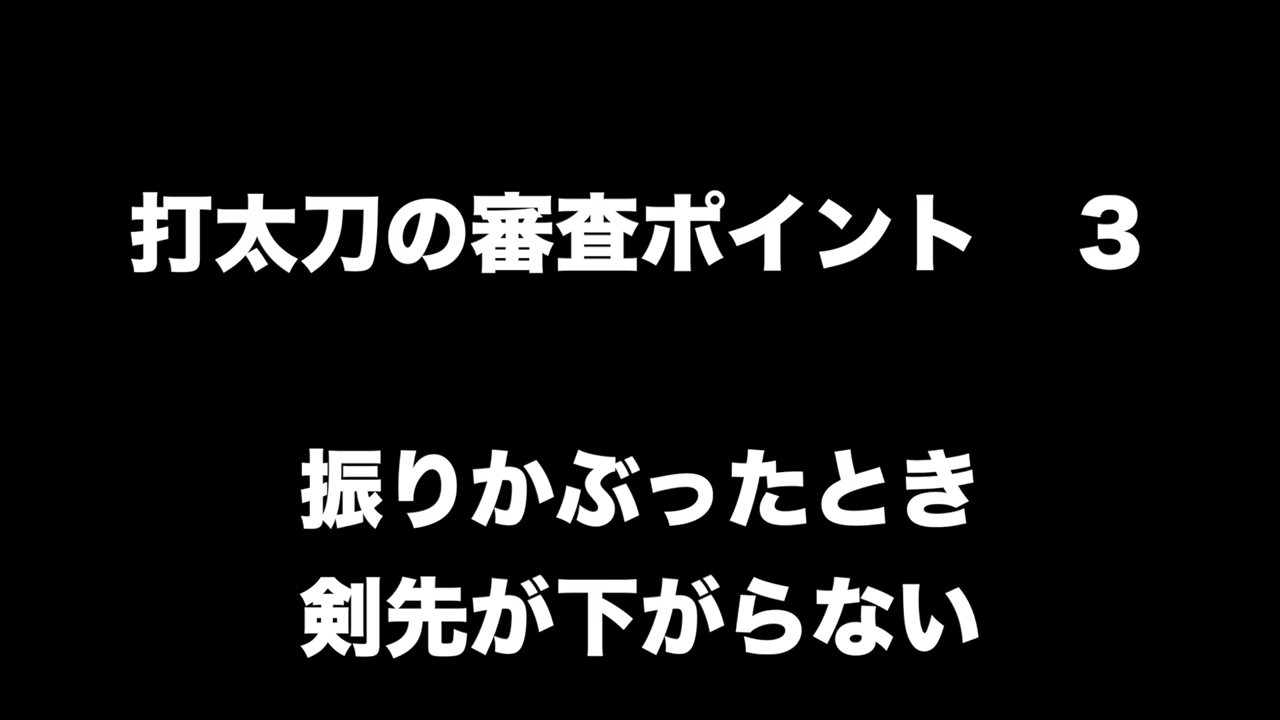 打太刀の審査ポイント　３
振りかぶったとき
剣先が下がらない